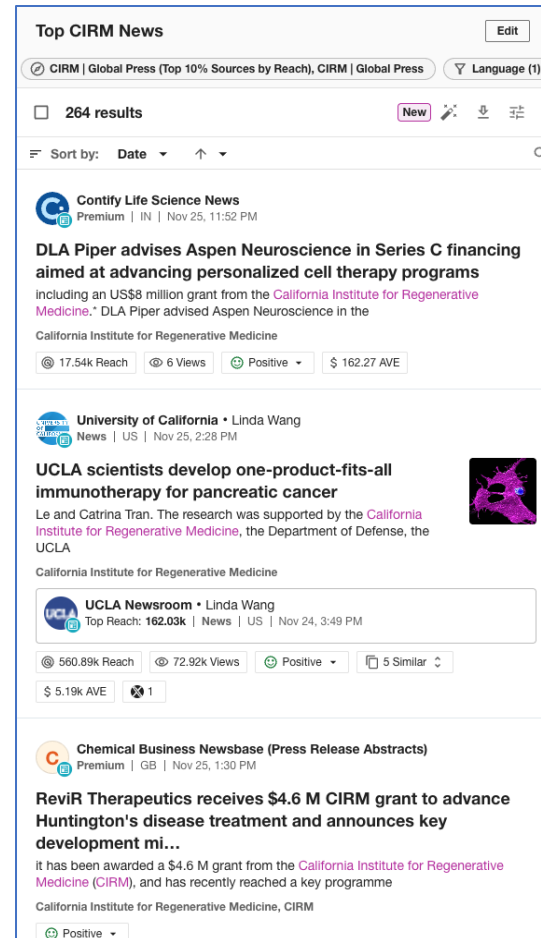 Top CIRM News
Edit
CIRM | Global Press (Top 10% Sources by Reach), CIRM | Global Press
Language (1)
264 results
New
Sort by: Date
Contify Life Science News
Premium | IN | Nov 25, 11:52 PM
DLA Piper advises Aspen Neuroscience in Series C financing
aimed at advancing personalized cell therapy programs
including an US$8 million grant from the California Institute for Regenerative
Medicine." DLA Piper advised Aspen Neuroscience in the
California Institute for Regenerative Medicine
17.54k Reach
6 Views
Positive
$ 162.27 AVE
University of California • Linda Wang
News | US | Nov 25, 2:28 PM
UCLA scientists develop one-product-fits-all
immunotherapy for pancreatic cancer
Le and Catrina Tran. The research was supported by the California
Institute for Regenerative Medicine, the Department of Defense, the
UCLA
California Institute for Regenerative Medicine
UCLA
UCLA Newsroom • Linda Wang
Top Reach: 162.03k | News | US | Nov 24, 3:49 PM
560.89k Reach
72.92k Views
Positive
5 Similar
$ 5.19k AVE
1
C
Chemical Business Newsbase (Press Release Abstracts)
Premium | GB | Nov 25, 1:30 PM
ReviR Therapeutics receives $4.6 M CIRM grant to advance
Huntington's disease treatment and announces key
development mi...
it has been awarded a $4.6 M grant from the California Institute for Regenerative
Medicine (CIRM), and has recently reached a key programme
California Institute for Regenerative Medicine, CIRM
Positive